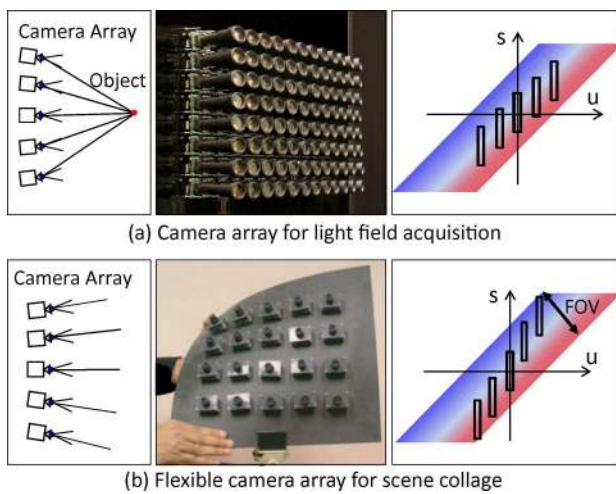 Camera Array
Object
s
u
(a) Camera array for light field acquisition
Camera Array
s
FOV
u
(b) Flexible camera array for scene collage